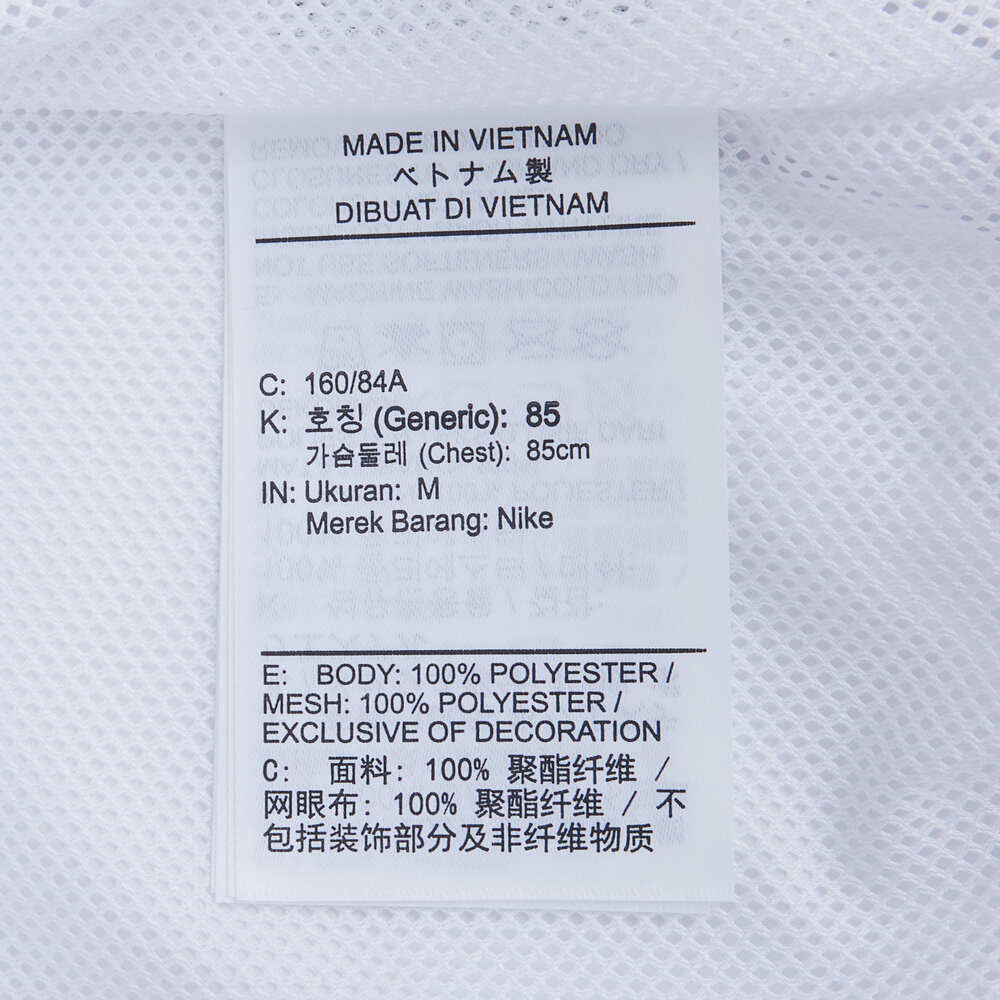 MADE IN VIETNAM
ベトナム製
DIBUAT DI VIETNAM
C: 160/84A
K: 호칭 (Generic): 85
가슴둘레 (Chest): 85cm
IN: Ukuran: M
Merek Barang: Nike
E: BODY: 100% POLYESTER /
MESH: 100% POLYESTER /
EXCLUSIVE OF DECORATION
C: 面料: 100% 聚酯纤维 /
网眼布: 100% 聚酯纤维 / 不
包括装饰部分及非纤维物质